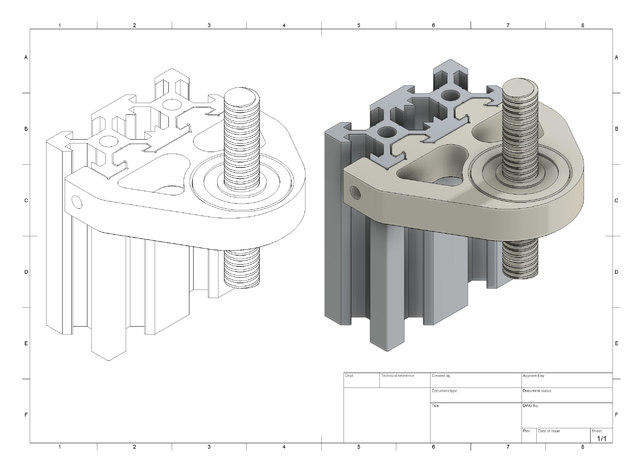 1 2 3 4 5 6 7 8
A A
B B
C C
D D
E E
F F
Dept. Technical reference Created by Approved by
Document type Document status
Title DWG No.
Rev. Date of issue Sheet
1/1
1 2 3 4 5 6 7 8